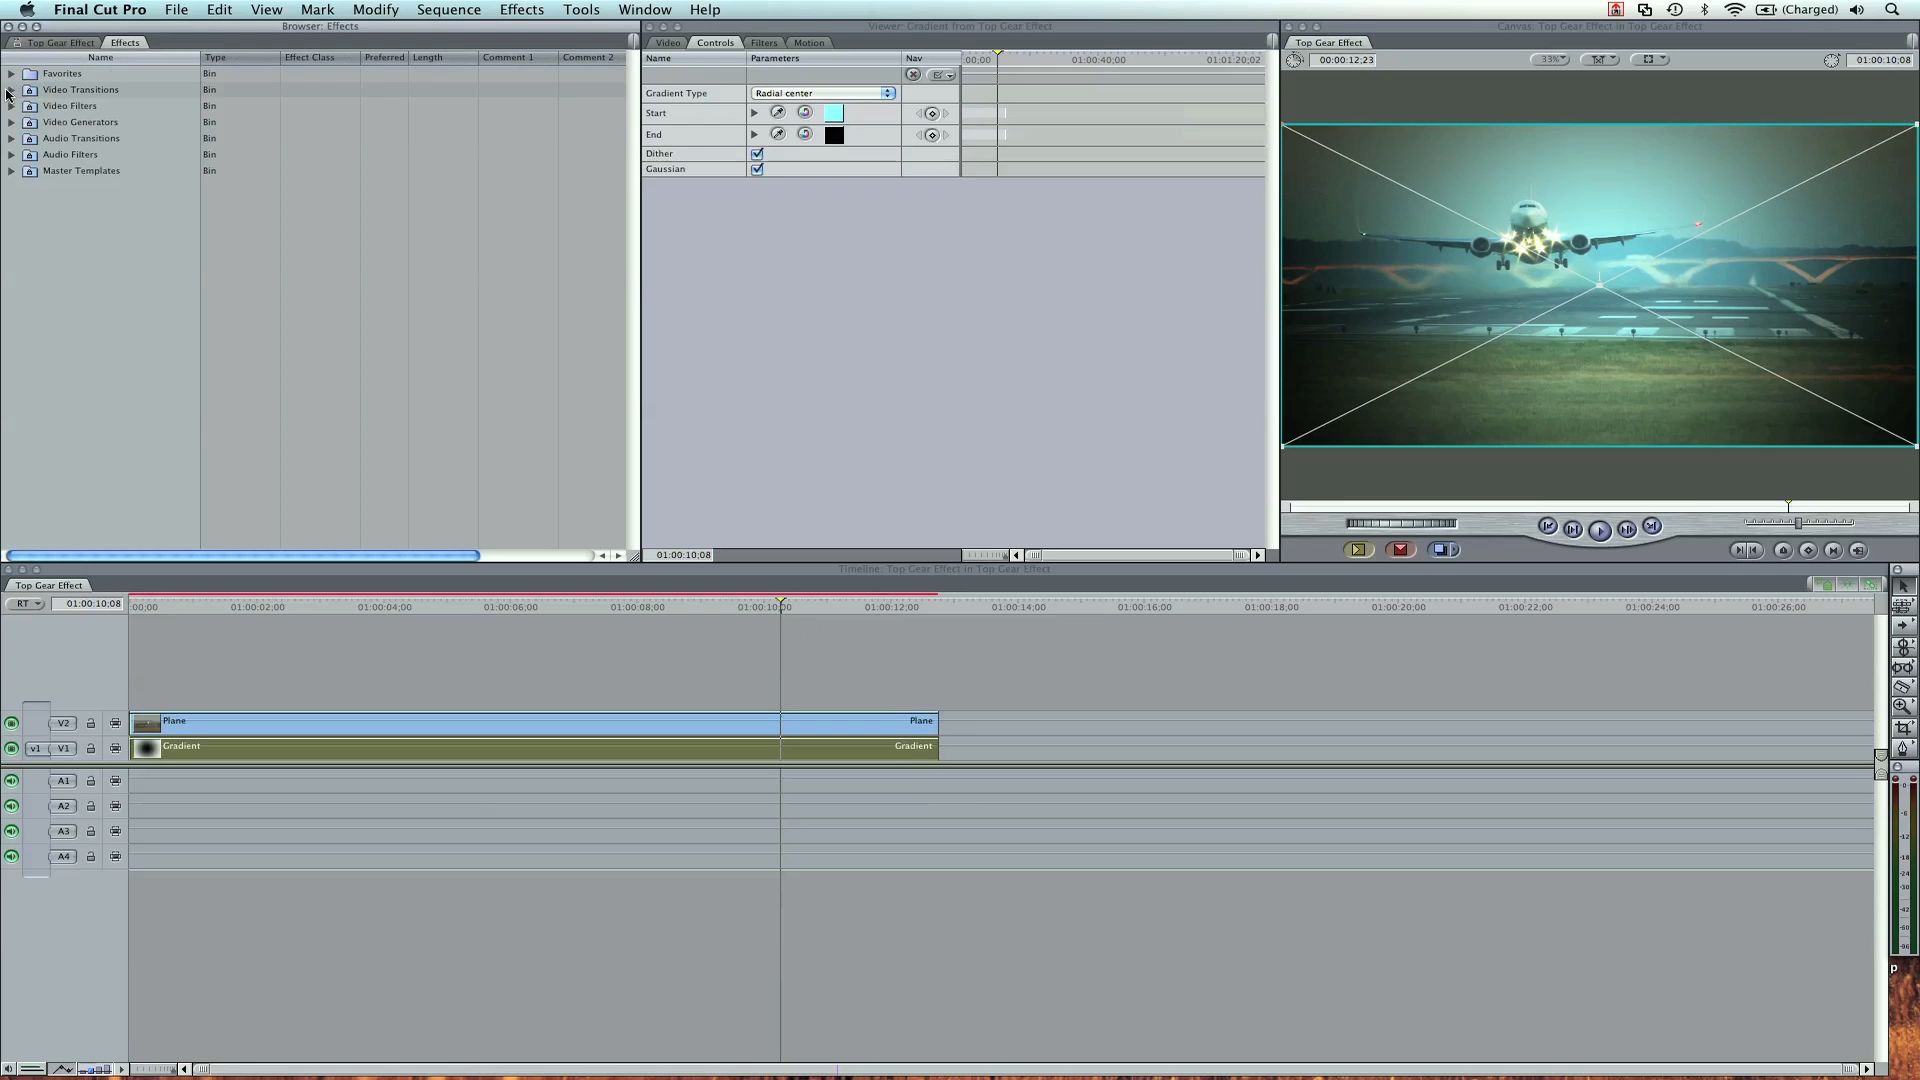 Final Cut Pro File Edit View Mark Modify Sequence Effects Tools Window Help (Charged)
Browser: Effects
Top Gear Effect Effects
Name Type Effect Class Preferred Length Comment 1 Comment 2
Favorites Bin
Video Transitions Bin
Video Filters Bin
Video Generators Bin
Audio Transitions Bin
Audio Filters Bin
Master Templates Bin
Viewer: Gradient from Top Gear Effect
Video Controls Filters Motion
Name Parameters Nav :00;00 01:00:40;00 01:01:20;02
Gradient Type Radial center
Start
End
Dither
Gaussian
01:00:10;08
Canvas: Top Gear Effect in Top Gear Effect
Top Gear Effect
00:00:12;23 33% 01:00:10;08
Timeline: Top Gear Effect in Top Gear Effect
Top Gear Effect
RT 01:00:10;08 :00;00 01:00:02;00 01:00:04;00 01:00:06;00 01:00:08;00 01:00:10;00 01:00:12;00 01:00:14;00 01:00:16;00 01:00:18;00 01:00:20;00 01:00:22;00 01:00:24;00 01:00:26;00
V2 Plane Plane
v1 V1 Gradient Gradient
A1
A2
A3
A4
0
-6
-12
-18
-24
-30
-42
-60
-96
p